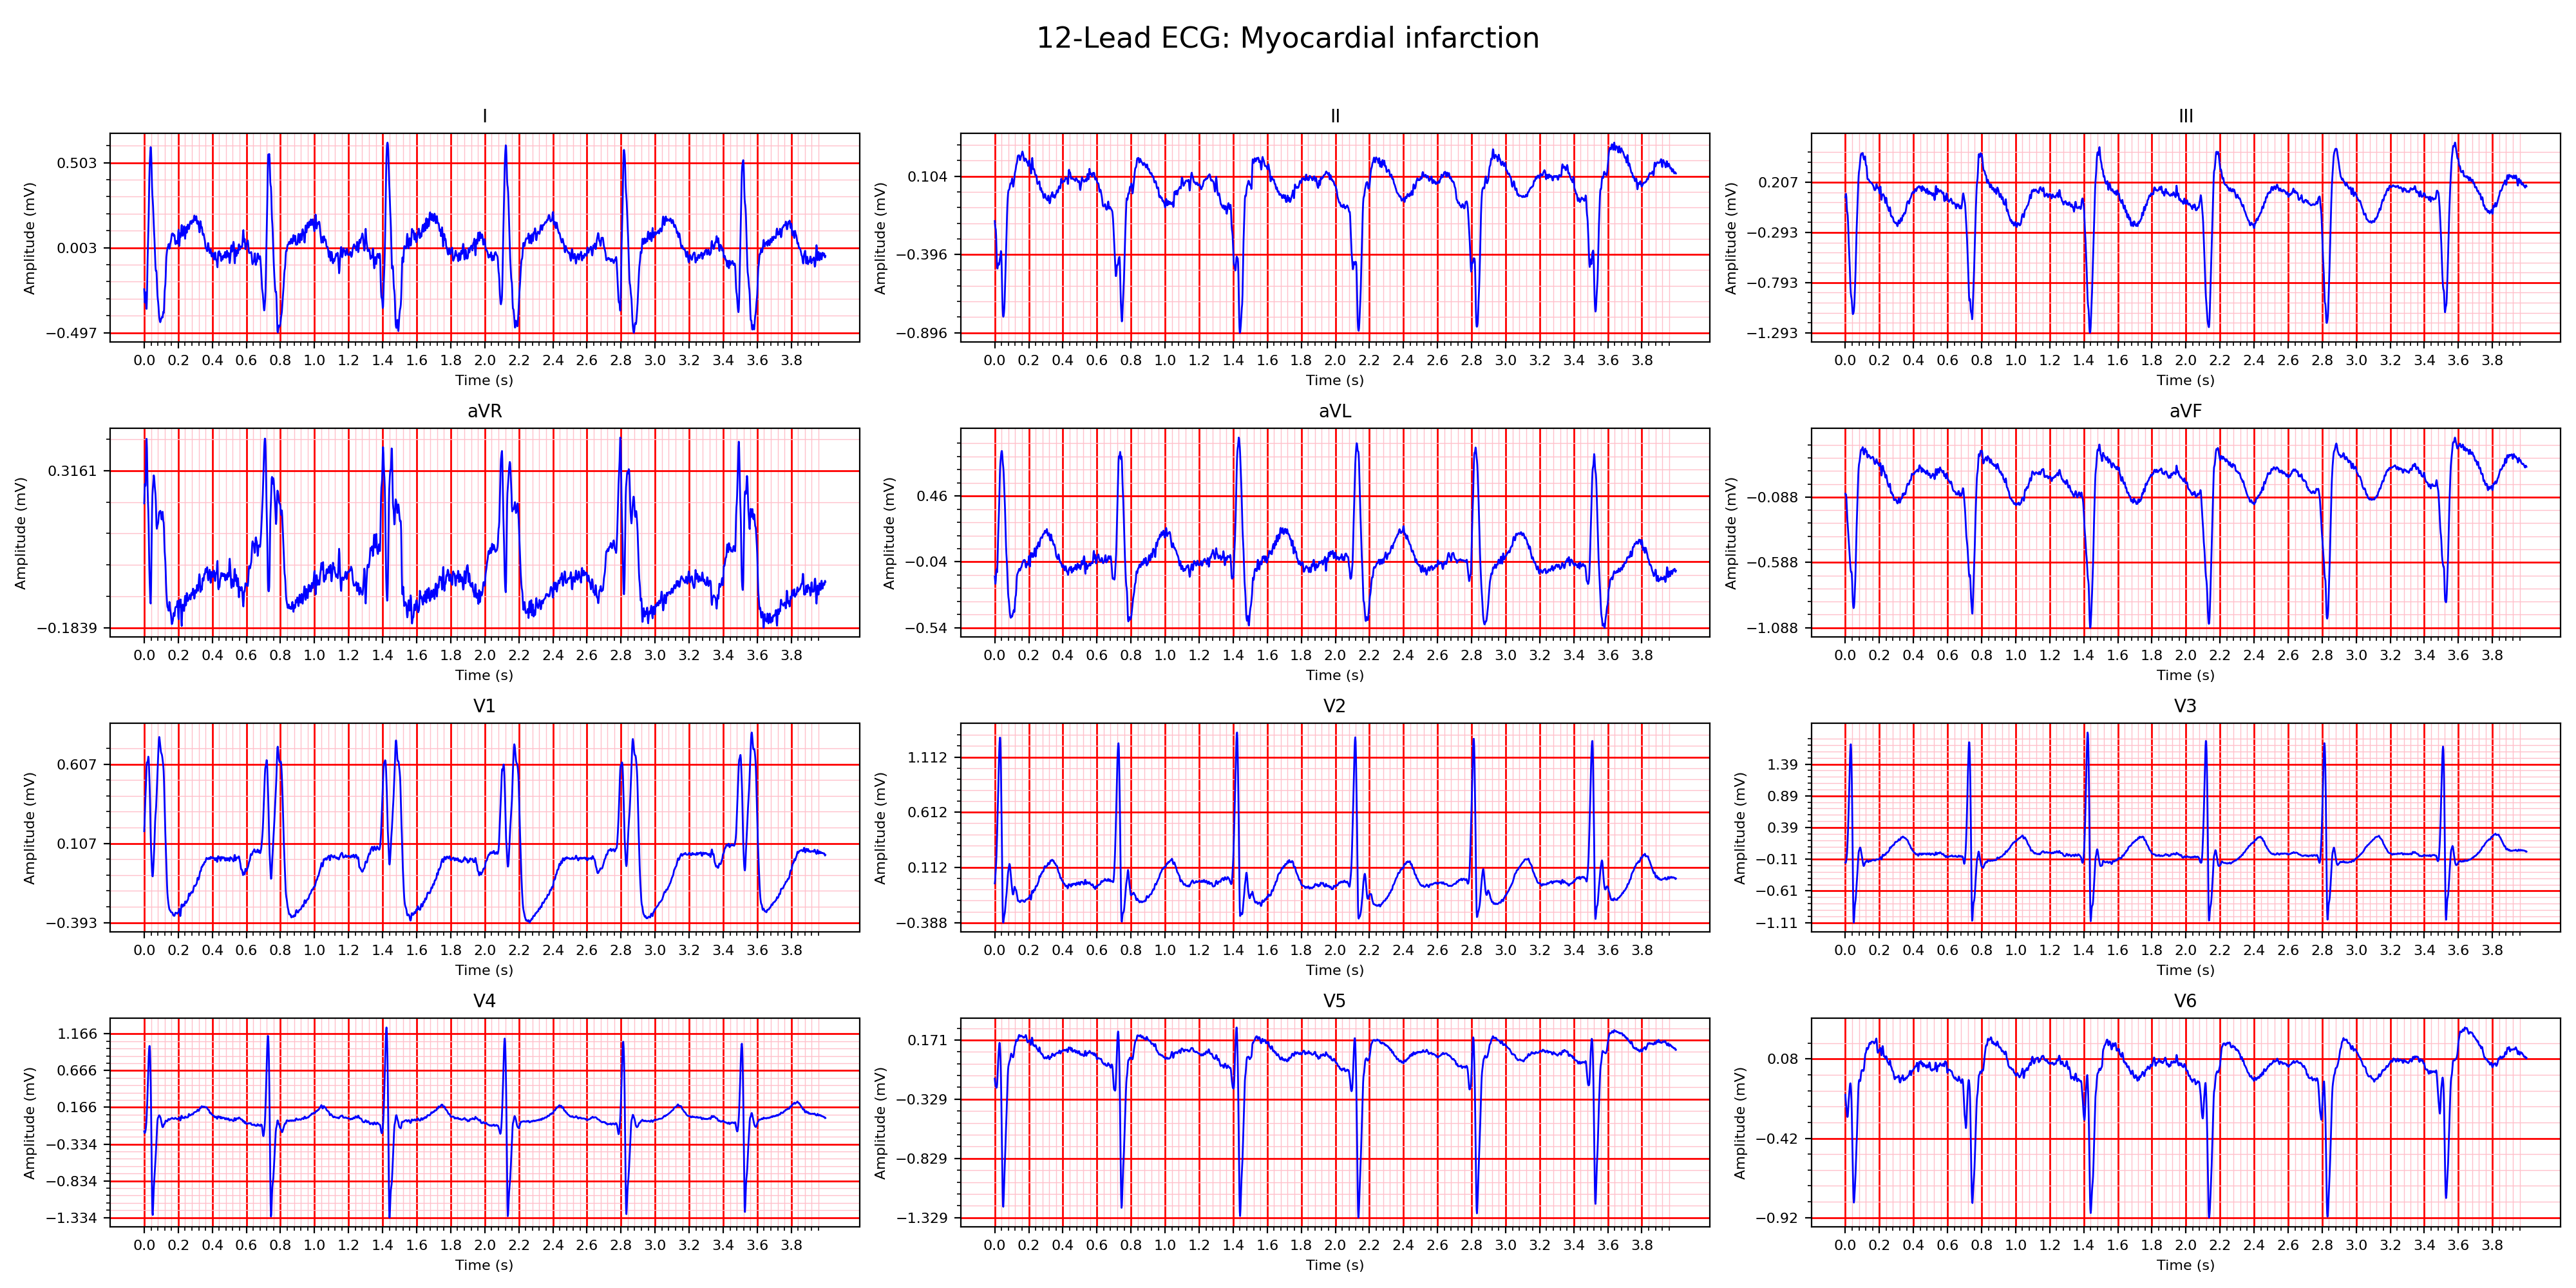 12-Lead ECG: Myocardial infarction
I
Amplitude (mV)
0.503
0.003
−0.497
0.0 0.2 0.4 0.6 0.8 1.0 1.2 1.4 1.6 1.8 2.0 2.2 2.4 2.6 2.8 3.0 3.2 3.4 3.6 3.8
Time (s)
II
Amplitude (mV)
0.104
−0.396
−0.896
0.0 0.2 0.4 0.6 0.8 1.0 1.2 1.4 1.6 1.8 2.0 2.2 2.4 2.6 2.8 3.0 3.2 3.4 3.6 3.8
Time (s)
III
Amplitude (mV)
0.207
−0.293
−0.793
−1.293
0.0 0.2 0.4 0.6 0.8 1.0 1.2 1.4 1.6 1.8 2.0 2.2 2.4 2.6 2.8 3.0 3.2 3.4 3.6 3.8
Time (s)
aVR
Amplitude (mV)
0.3161
−0.1839
0.0 0.2 0.4 0.6 0.8 1.0 1.2 1.4 1.6 1.8 2.0 2.2 2.4 2.6 2.8 3.0 3.2 3.4 3.6 3.8
Time (s)
aVL
Amplitude (mV)
0.46
−0.04
−0.54
0.0 0.2 0.4 0.6 0.8 1.0 1.2 1.4 1.6 1.8 2.0 2.2 2.4 2.6 2.8 3.0 3.2 3.4 3.6 3.8
Time (s)
aVF
Amplitude (mV)
−0.088
−0.588
−1.088
0.0 0.2 0.4 0.6 0.8 1.0 1.2 1.4 1.6 1.8 2.0 2.2 2.4 2.6 2.8 3.0 3.2 3.4 3.6 3.8
Time (s)
V1
Amplitude (mV)
0.607
0.107
−0.393
0.0 0.2 0.4 0.6 0.8 1.0 1.2 1.4 1.6 1.8 2.0 2.2 2.4 2.6 2.8 3.0 3.2 3.4 3.6 3.8
Time (s)
V2
Amplitude (mV)
1.112
0.612
0.112
−0.388
0.0 0.2 0.4 0.6 0.8 1.0 1.2 1.4 1.6 1.8 2.0 2.2 2.4 2.6 2.8 3.0 3.2 3.4 3.6 3.8
Time (s)
V3
Amplitude (mV)
1.39
0.89
0.39
−0.11
−0.61
−1.11
0.0 0.2 0.4 0.6 0.8 1.0 1.2 1.4 1.6 1.8 2.0 2.2 2.4 2.6 2.8 3.0 3.2 3.4 3.6 3.8
Time (s)
V4
Amplitude (mV)
1.166
0.666
0.166
−0.334
−0.834
−1.334
0.0 0.2 0.4 0.6 0.8 1.0 1.2 1.4 1.6 1.8 2.0 2.2 2.4 2.6 2.8 3.0 3.2 3.4 3.6 3.8
Time (s)
V5
Amplitude (mV)
0.171
−0.329
−0.829
−1.329
0.0 0.2 0.4 0.6 0.8 1.0 1.2 1.4 1.6 1.8 2.0 2.2 2.4 2.6 2.8 3.0 3.2 3.4 3.6 3.8
Time (s)
V6
Amplitude (mV)
0.08
−0.42
−0.92
0.0 0.2 0.4 0.6 0.8 1.0 1.2 1.4 1.6 1.8 2.0 2.2 2.4 2.6 2.8 3.0 3.2 3.4 3.6 3.8
Time (s)